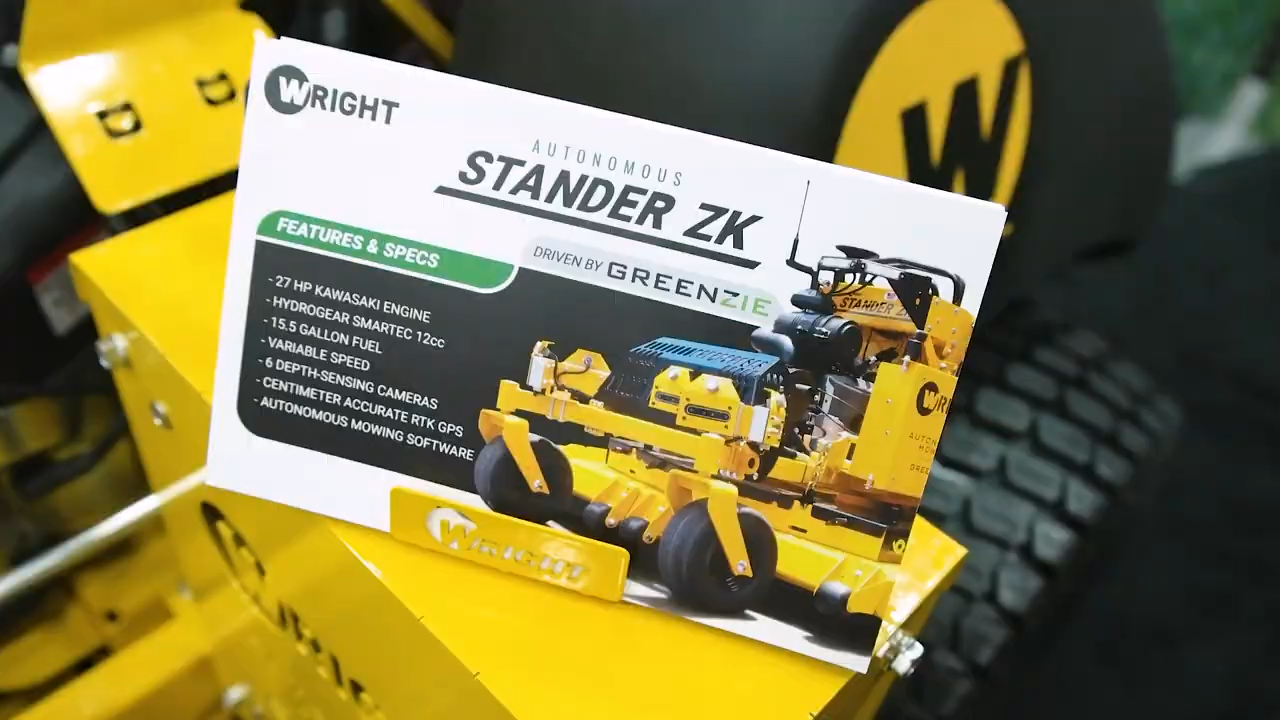 WRIGHT
AUTONOMOUS
STANDER ZK
DRIVEN BY GREENZIE
FEATURES & SPECS
- 27 HP KAWASAKI ENGINE
- HYDROGEAR SMARTEC 12cc
- 15.5 GALLON FUEL
- VARIABLE SPEED
- 6 DEPTH-SENSING CAMERAS
- CENTIMETER ACCURATE RTK GPS
- AUTONOMOUS MOWING SOFTWARE
STANDER ZK
WRIGHT
W